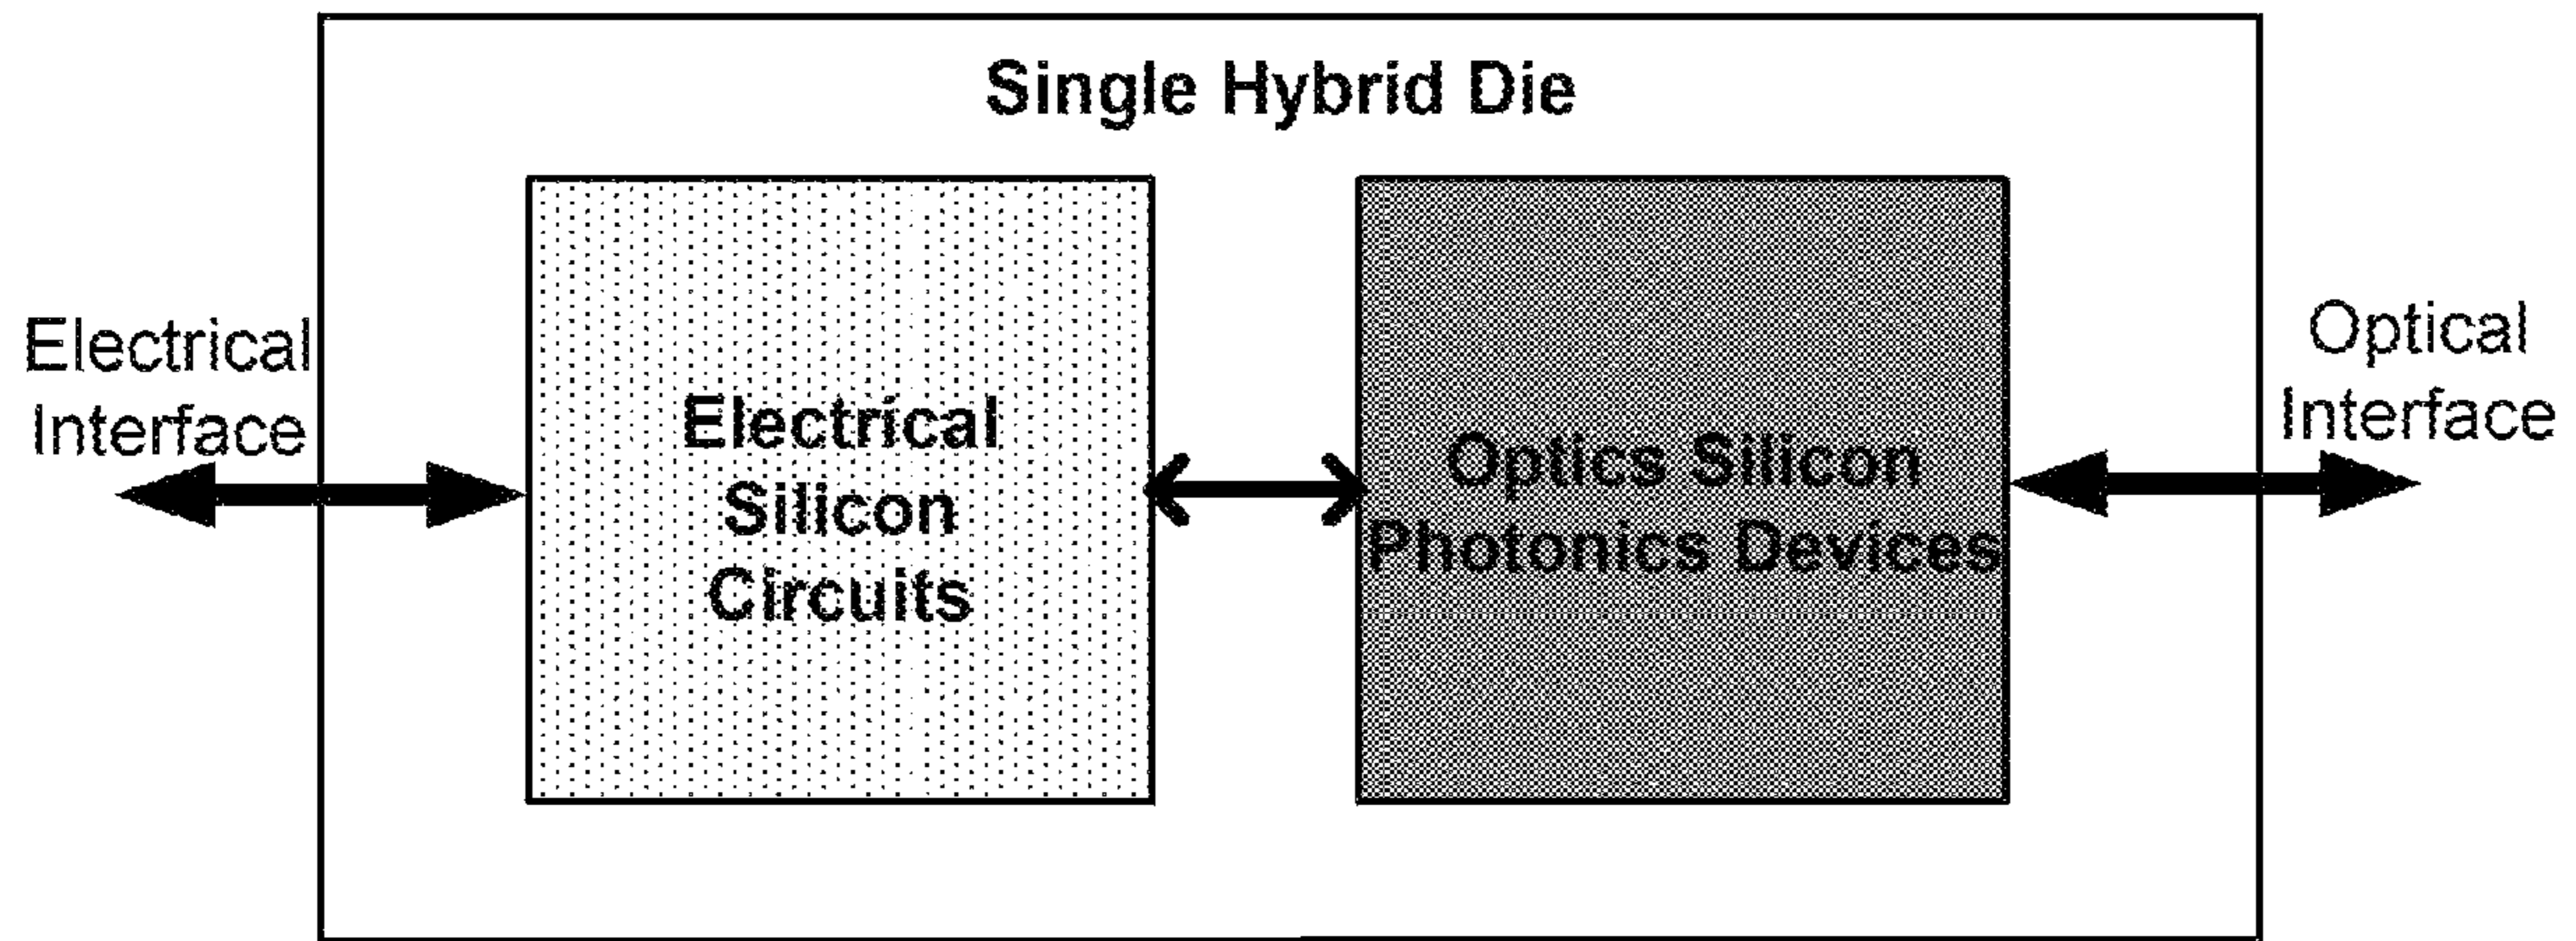 Single Hybrid Die
Electrical
Interface
Electrical
Silicon
Circuits
Optics Silicon
Photonics Devices
Optical
Interface